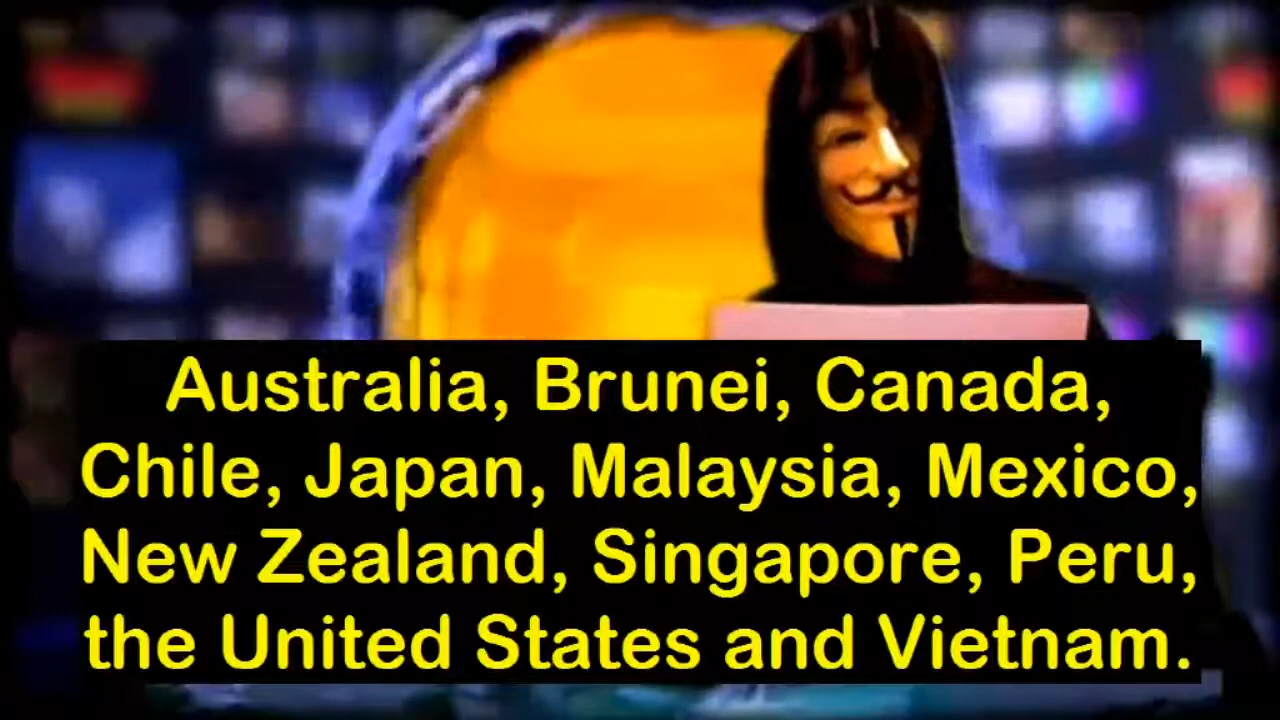 Australia, Brunei, Canada,
Chile, Japan, Malaysia, Mexico,
New Zealand, Singapore, Peru,
the United States and Vietnam.